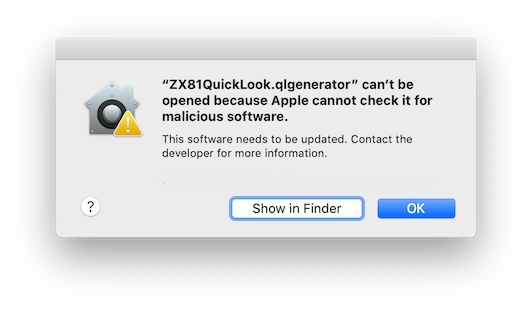 “ZX81QuickLook.qlgenerator” can’t be
opened because Apple cannot check it for
malicious software.
This software needs to be updated. Contact the
developer for more information.
?
Show in Finder
OK